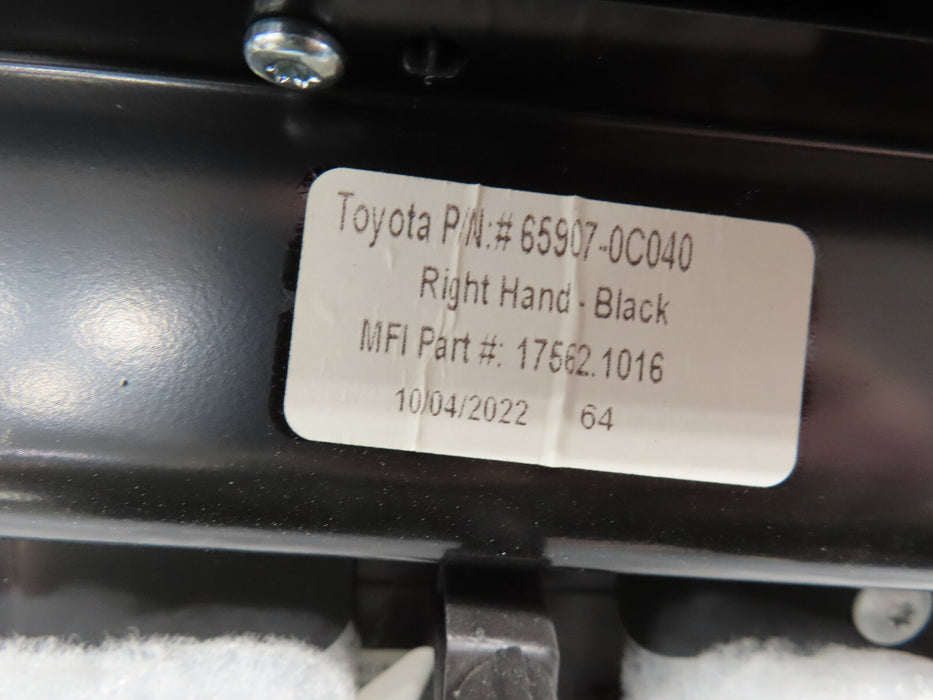 Toyota P/N:# 65907-0C040
Right Hand - Black
MFI Part #: 17562.1016
10/04/2022 64